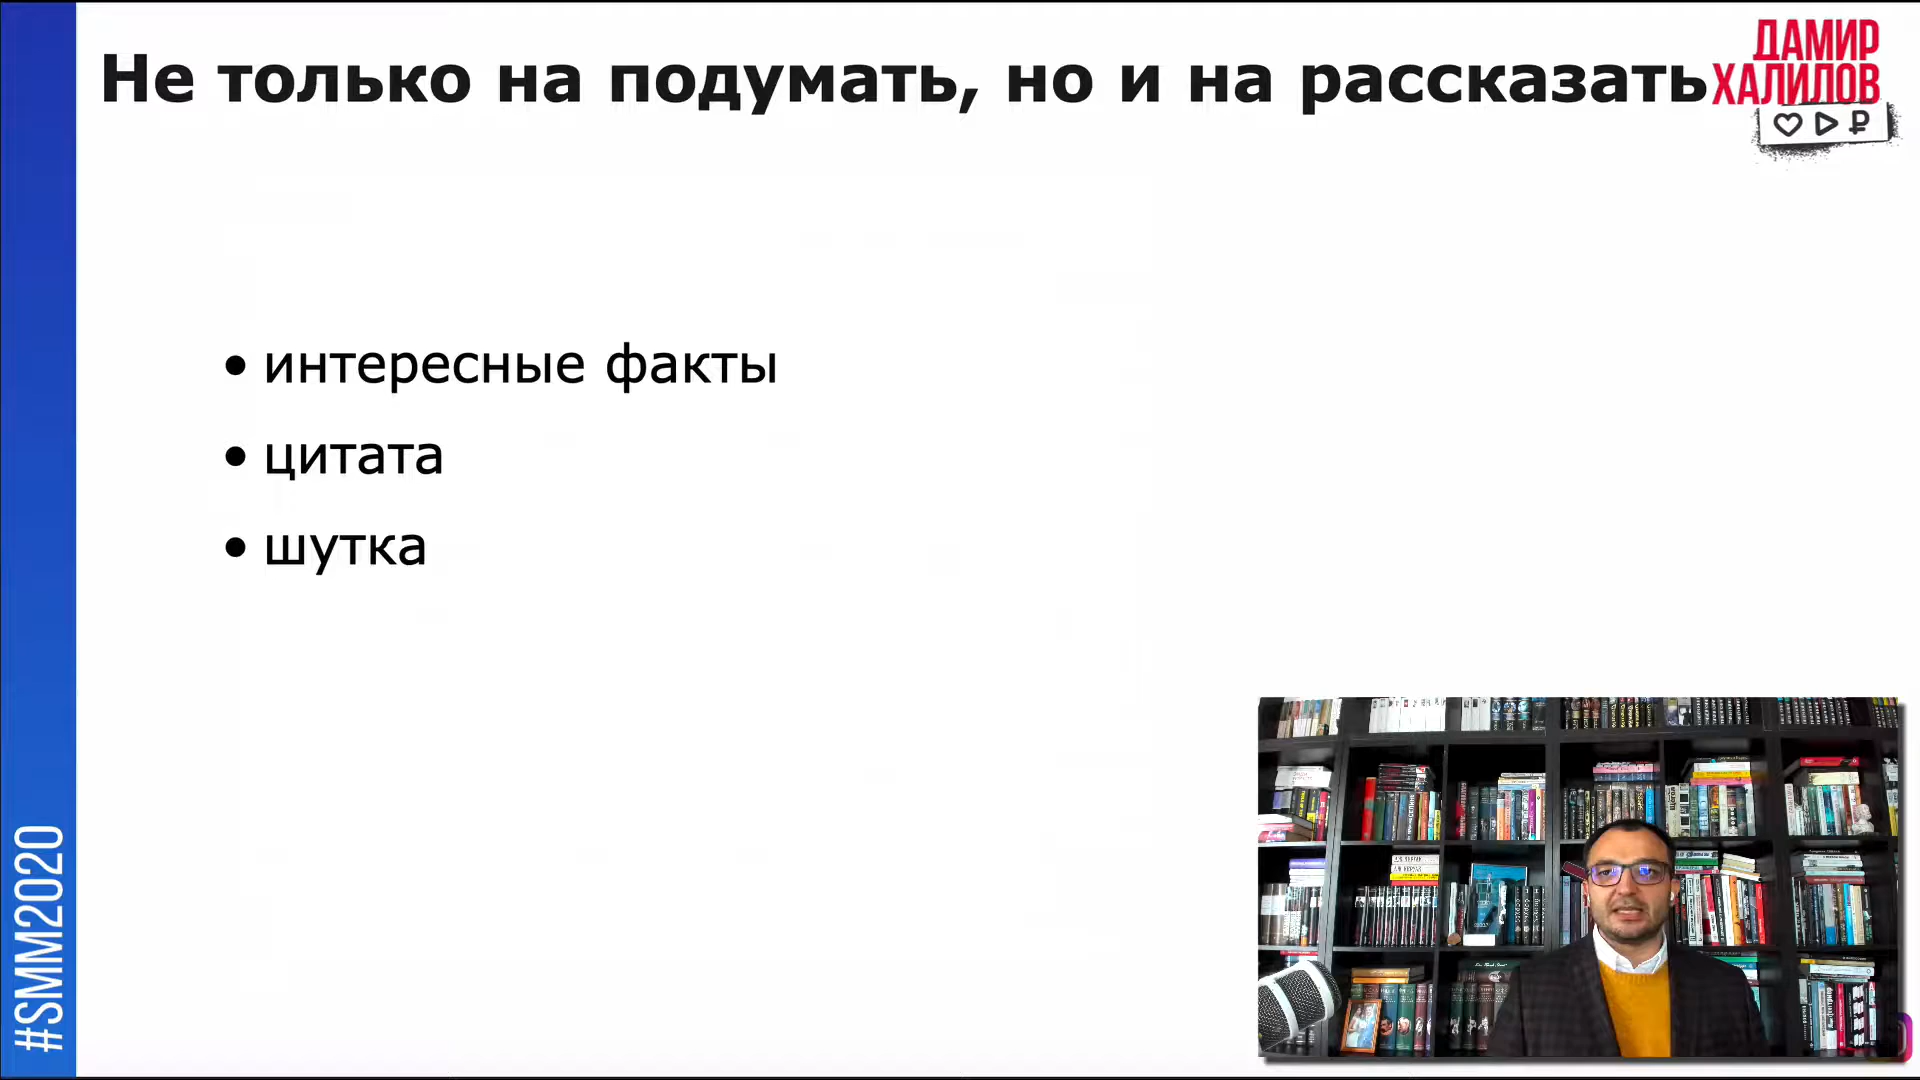 Не только на подумать, но и на рассказать
ДАМИР
ХАЛИЛОВ
• интересные факты
• цитата
• шутка
#SMM2020